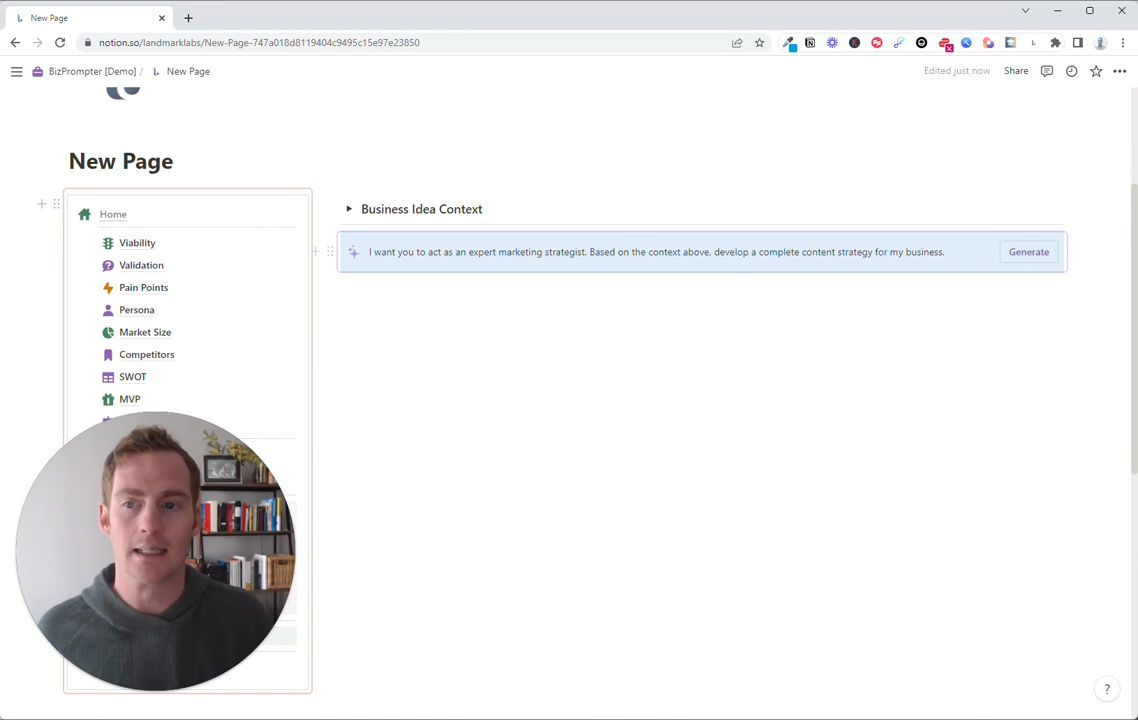 New Page
notion.so/landmarklabs/New-Page-747a018d8119404c9495c15e97e23850
BizPrompter [Demo] / New Page
Edited just now Share
New Page
Home
Viability
Validation
Pain Points
Persona
Market Size
Competitors
SWOT
MVP
Business Idea Context
I want you to act as an expert marketing strategist. Based on the context above, develop a complete content strategy for my business.
Generate
?